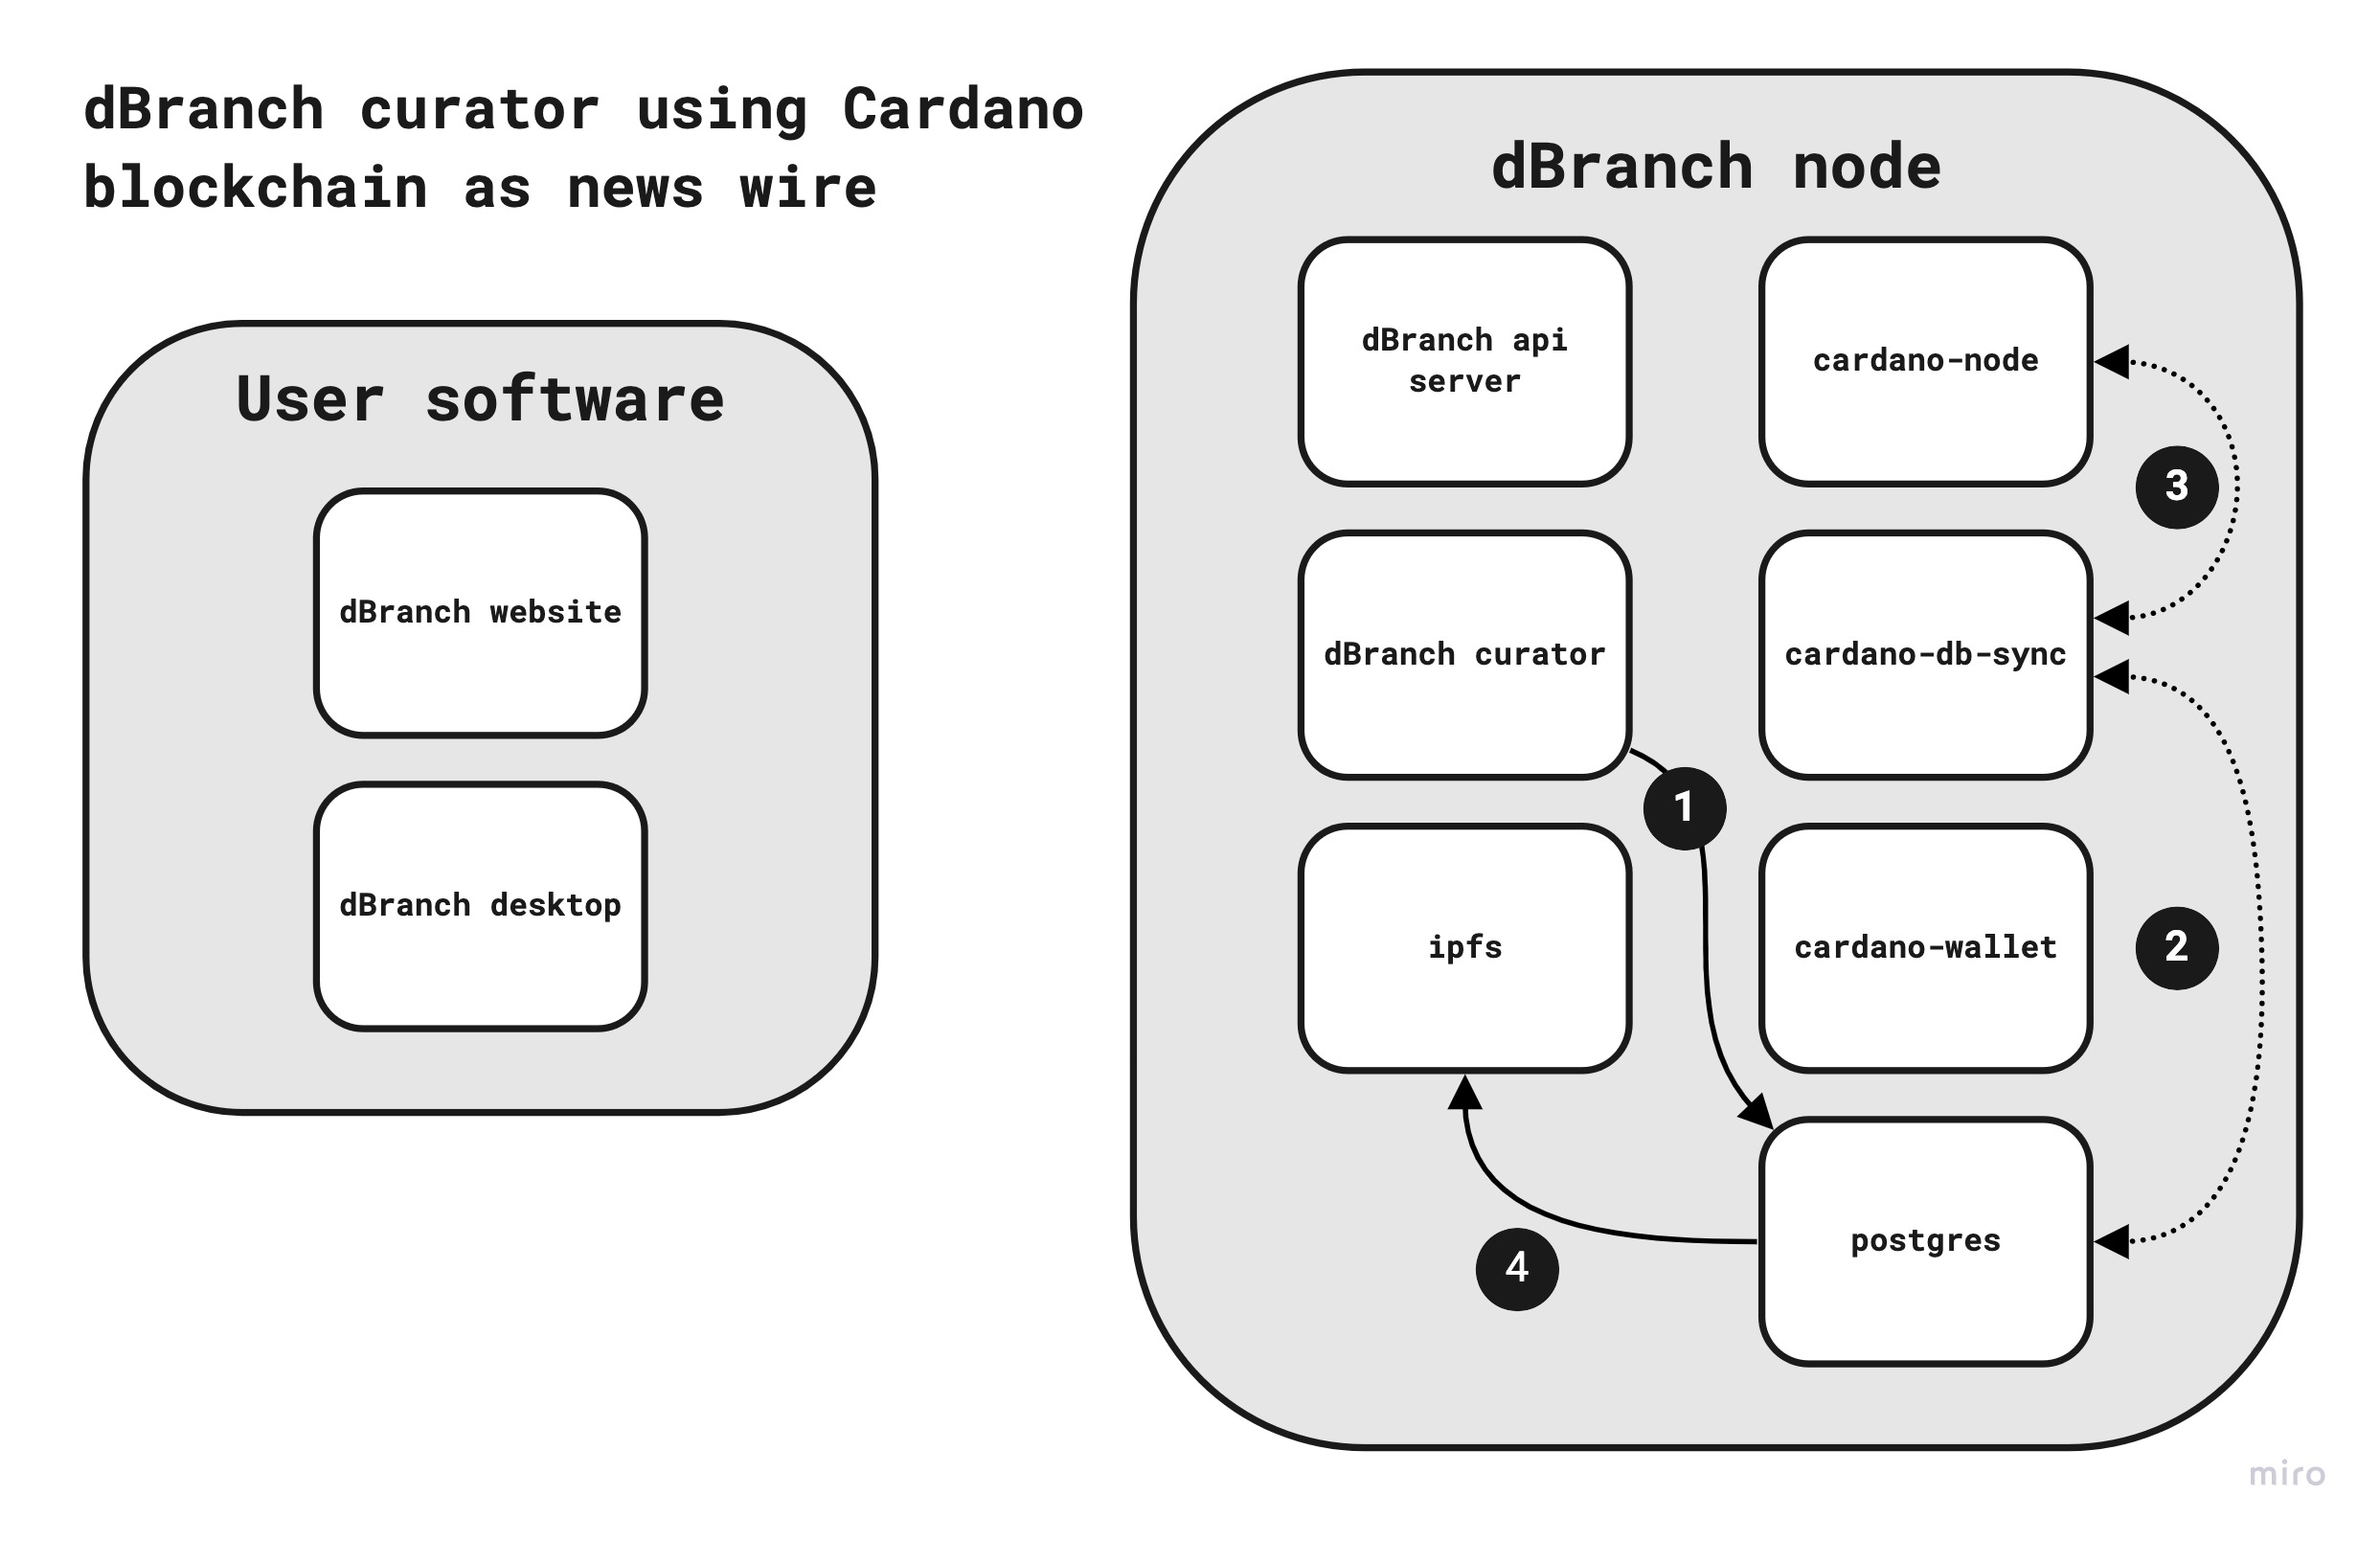 dBranch curator using Cardano
blockchain as news wire
User software
dBranch website
dBranch desktop
dBranch node
dBranch api
server
cardano-node
3
dBranch curator
cardano-db-sync
1
ipfs
cardano-wallet
2
4
postgres
miro